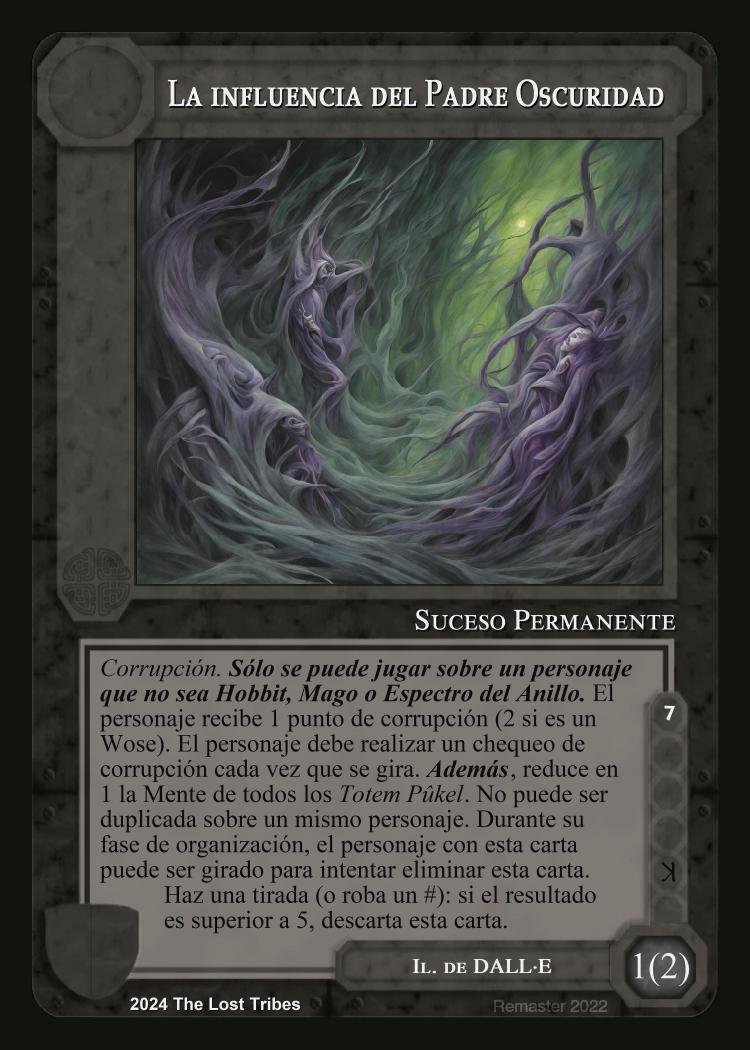 La influencia del Padre Oscuridad
Suceso Permanente
Corrupción. Sólo se puede jugar sobre un personaje
que no sea Hobbit, Mago o Espectro del Anillo. El
personaje recibe 1 punto de corrupción (2 si es un
Wose). El personaje debe realizar un chequeo de
corrupción cada vez que se gira. Además, reduce en
1 la Mente de todos los Totem Pûkel. No puede ser
duplicada sobre un mismo personaje. Durante su
fase de organización, el personaje con esta carta
puede ser girado para intentar eliminar esta carta.
Haz una tirada (o roba un #): si el resultado
es superior a 5, descarta esta carta.
7
Il. de DALL·E
1(2)
2024 The Lost Tribes
Remaster 2022